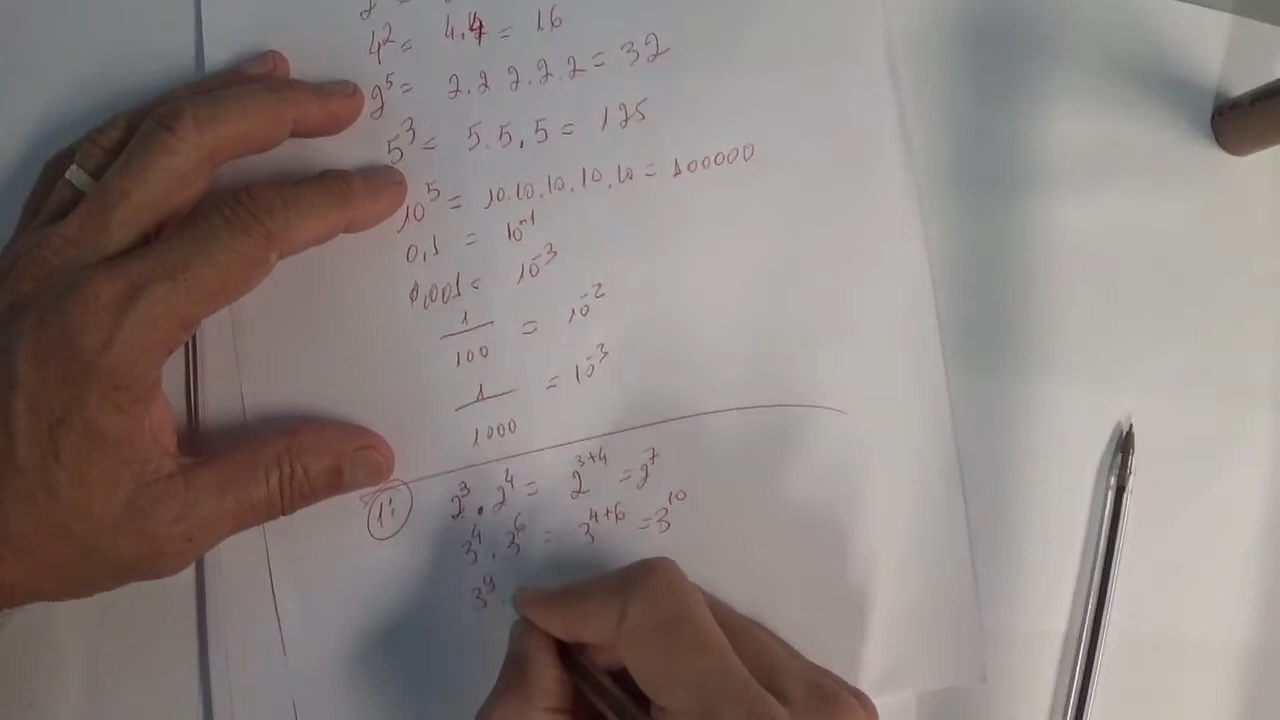 4² = 4.4 = 16
2⁵ = 2.2 2.2.2 = 32
5³ = 5.5.5 = 125
10⁵ = 10.10.10.10.10 = 100000
0,1 = 10⁻¹
0,001 = 10⁻³
1/100 = 10⁻²
1/1000 = 10⁻³
1: 2³ . 2⁴ = 2³⁺⁴ = 2⁷
3⁴ . 3⁶ = 3⁴⁺⁶ = 3¹⁰